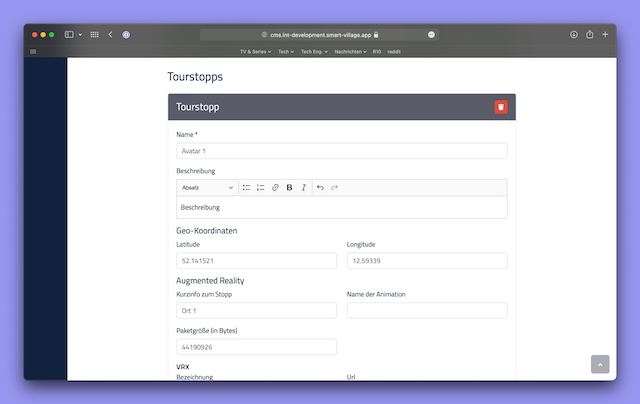 cms.int-development.smart-village.app
TV & Series Tech Tech Eng. Nachrichten R10 reddit
Tourstopps
Tourstopp
Name *
Avatar 1
Beschreibung
Absatz B I
Beschreibung
Geo-Koordinaten
Latitude Longitude
52.141521 12.59339
Augmented Reality
Kurzinfo zum Stopp Name der Animation
Ort 1
Paketgröße (in Bytes)
44190926
VRX
Bezeichnung Url